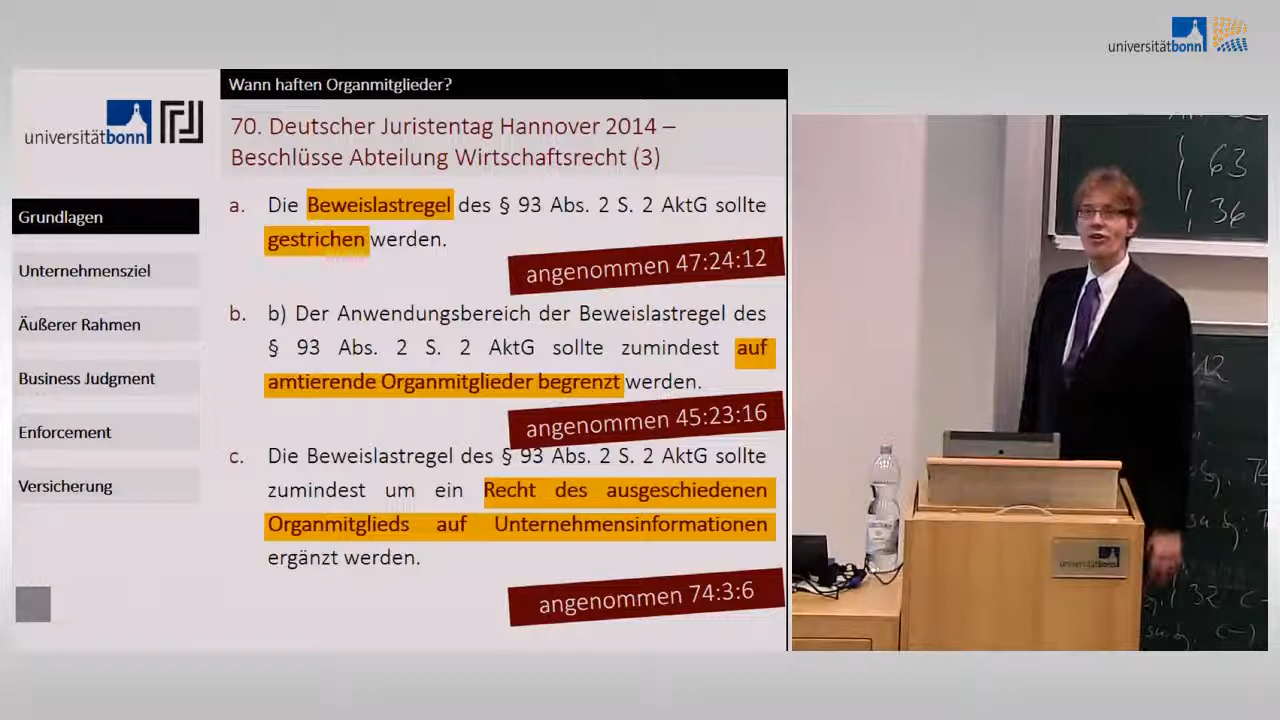 universitätbonn
Wann haften Organmitglieder?
universitätbonn
70. Deutscher Juristentag Hannover 2014 –
Beschlüsse Abteilung Wirtschaftsrecht (3)
Grundlagen
Unternehmensziel
Äußerer Rahmen
Business Judgment
Enforcement
Versicherung
a. Die Beweislastregel des § 93 Abs. 2 S. 2 AktG sollte
gestrichen werden.
angenommen 47:24:12
b. b) Der Anwendungsbereich der Beweislastregel des
§ 93 Abs. 2 S. 2 AktG sollte zumindest auf
amtierende Organmitglieder begrenzt werden.
angenommen 45:23:16
c. Die Beweislastregel des § 93 Abs. 2 S. 2 AktG sollte
zumindest um ein Recht des ausgeschiedenen
Organmitglieds auf Unternehmensinformationen
ergänzt werden.
angenommen 74:3:6
63
36
universitätbonn
32